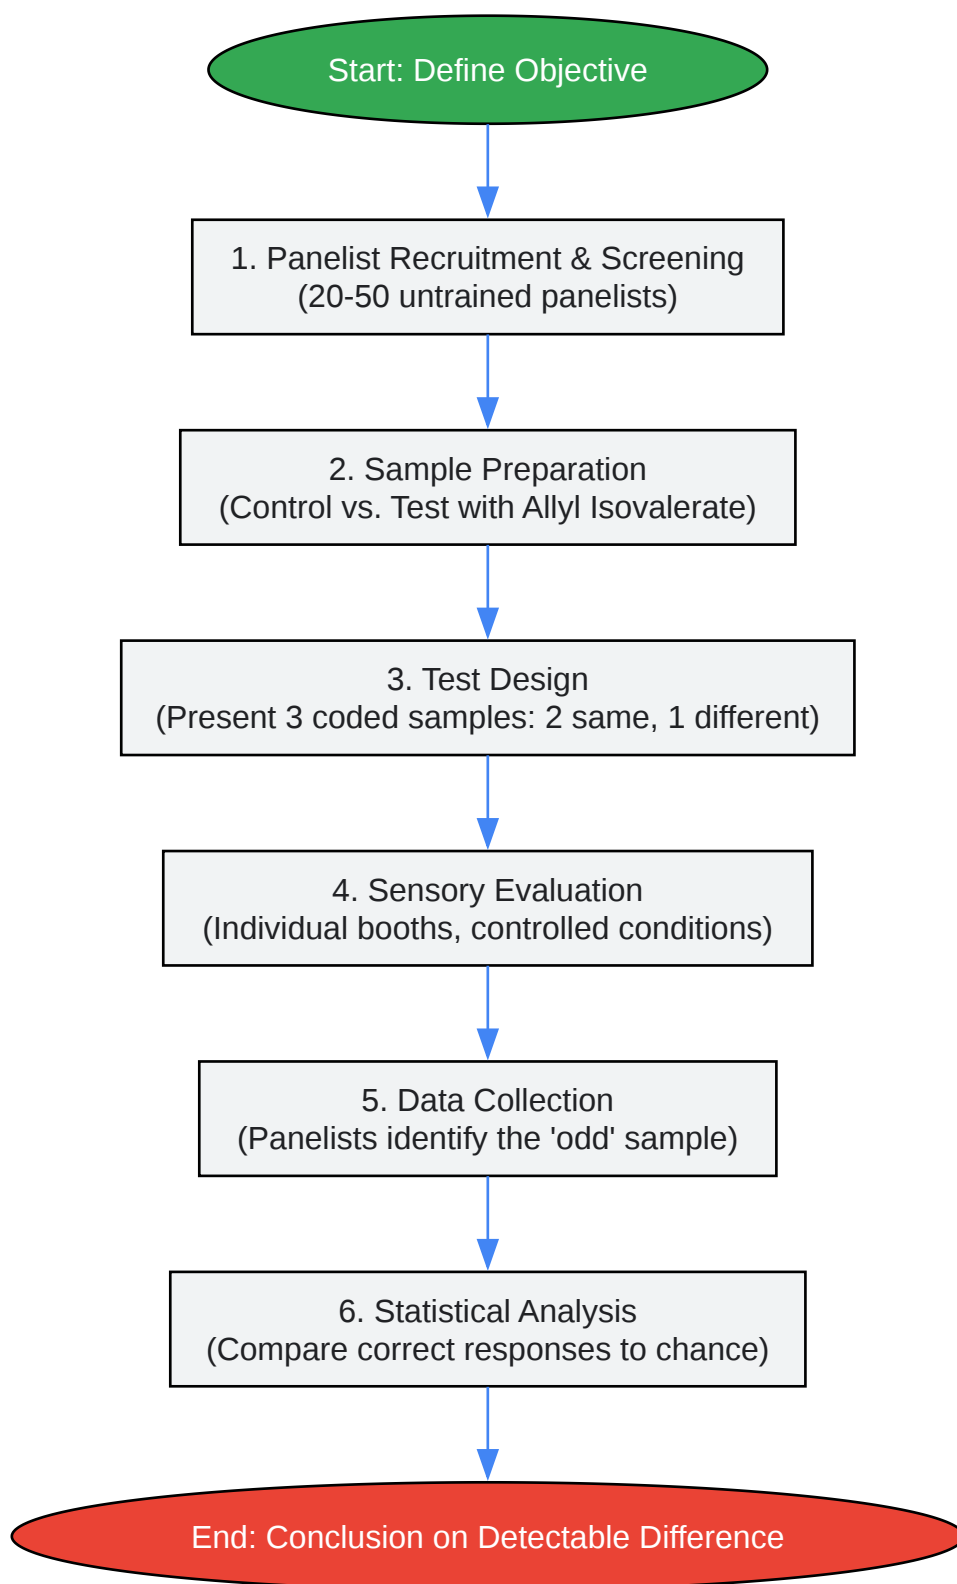 Start: Define Objective
1. Panelist Recruitment & Screening
(20-50 untrained panelists)
2. Sample Preparation
(Control vs. Test with Allyl Isovalerate)
3. Test Design
(Present 3 coded samples: 2 same, 1 different)
4. Sensory Evaluation
(Individual booths, controlled conditions)
5. Data Collection
(Panelists identify the 'odd' sample)
6. Statistical Analysis
(Compare correct responses to chance)
End: Conclusion on Detectable Difference